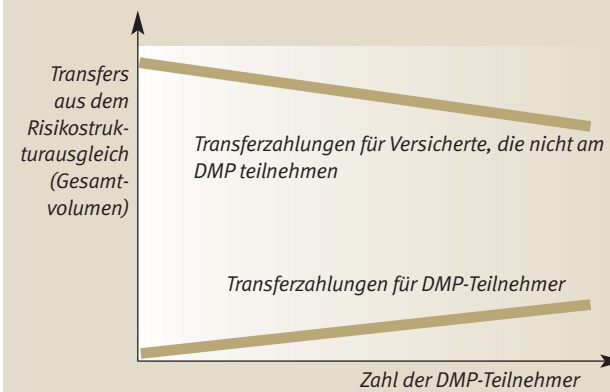 Transfers
aus dem
Risikostruk-
turausgleich
(Gesamt-
volumen)
Transferzahlungen für Versicherte, die nicht am
DMP teilnehmen
Transferzahlungen für DMP-Teilnehmer
Zahl der DMP-Teilnehmer